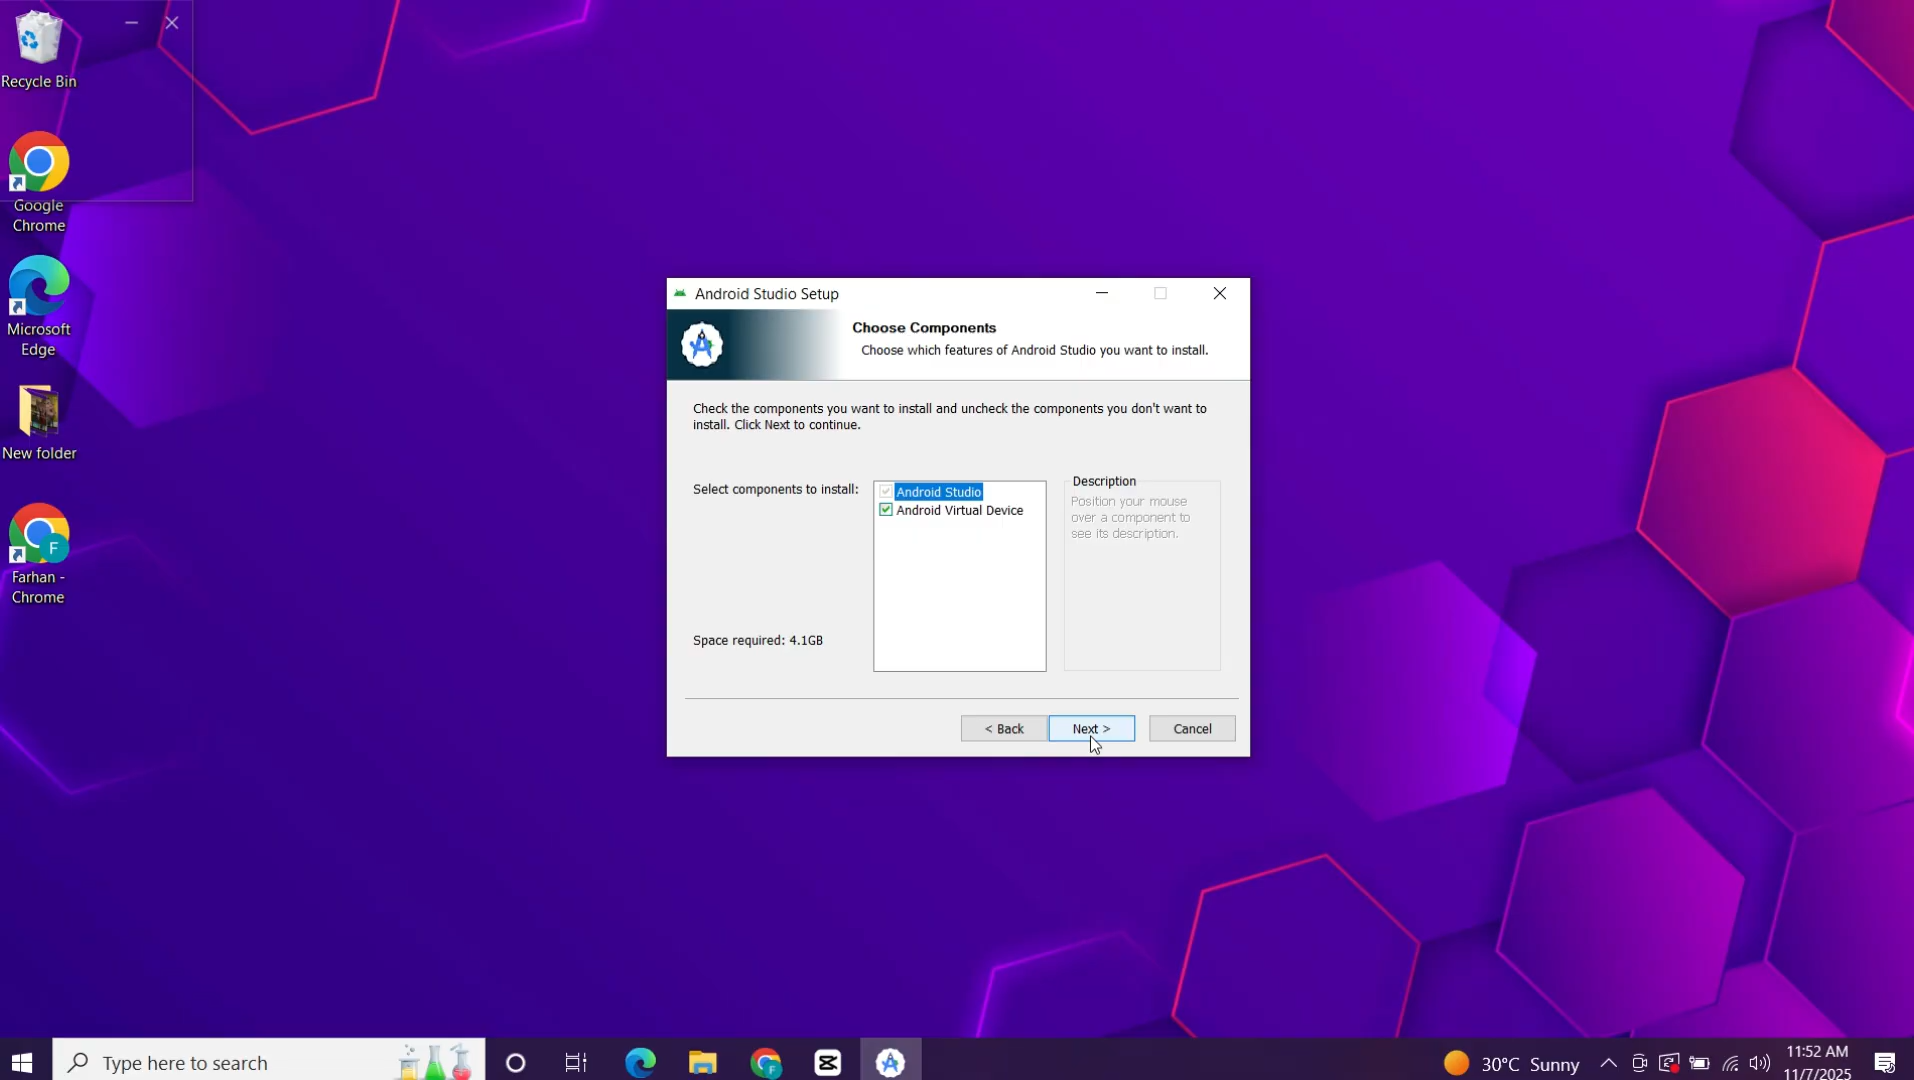 Recycle Bin
Google
Chrome
Microsoft
Edge
New folder
F
Farhan -
Chrome
Android Studio Setup
Choose Components
Choose which features of Android Studio you want to install.
Check the components you want to install and uncheck the components you don't want to
install. Click Next to continue.
Select components to install:
Android Studio
Android Virtual Device
Description
Position your mouse
over a component to
see its description.
Space required: 4.1GB
< Back
Next >
Cancel
Type here to search
F
30°C Sunny
11:52 AM
11/7/2025